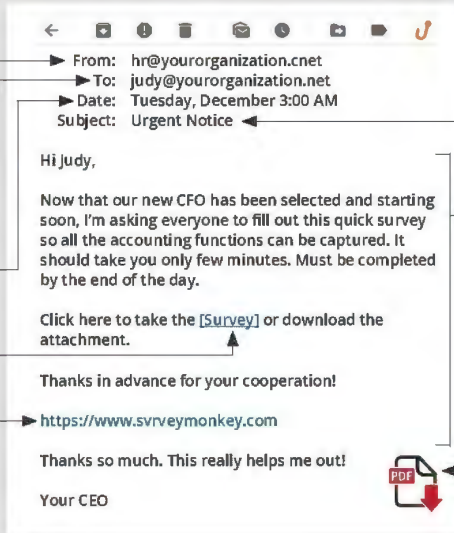 From: hr@yourorganization.cnet
To: judy@yourorganization.net
Date: Tuesday, December 3:00 AM
Subject: Urgent Notice
Hi Judy,
Now that our new CFO has been selected and starting
soon, I'm asking everyone to fill out this quick survey
so all the accounting functions can be captured. It
should take you only few minutes. Must be completed
by the end of the day.
Click here to take the [Survey] or download the
attachment.
Thanks in advance for your cooperation!
https://www.svrveymonkey.com
Thanks so much. This really helps me out!
PDF
Your CEO